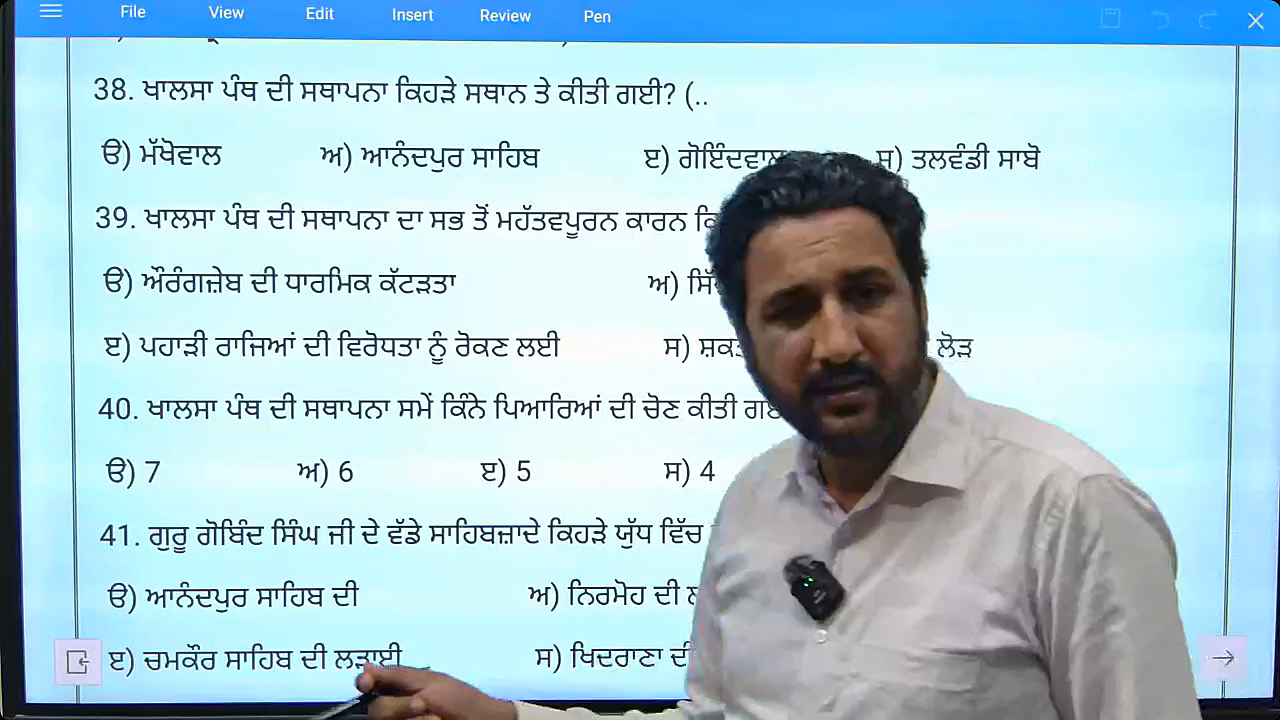 File View Edit Insert Review Pen
38. ਖਾਲਸਾ ਪੰਥ ਦੀ ਸਥਾਪਨਾ ਕਿਹੜੇ ਸਥਾਨ ਤੇ ਕੀਤੀ ਗਈ? (..
ੳ) ਮੱਖੋਵਾਲ ਅ) ਆਨੰਦਪੁਰ ਸਾਹਿਬ ੲ) ਗੋਇੰਦਵਾਲ ਸ) ਤਲਵੰਡੀ ਸਾਬੋ
39. ਖਾਲਸਾ ਪੰਥ ਦੀ ਸਥਾਪਨਾ ਦਾ ਸਭ ਤੋਂ ਮਹੱਤਵਪੂਰਨ ਕਾਰਨ
ੳ) ਔਰੰਗਜ਼ੇਬ ਦੀ ਧਾਰਮਿਕ ਕੱਟੜਤਾ ਅ)
ੲ) ਪਹਾੜੀ ਰਾਜਿਆਂ ਦੀ ਵਿਰੋਧਤਾ ਨੂੰ ਰੋਕਣ ਲਈ ਸ) ਲੋੜ
40. ਖਾਲਸਾ ਪੰਥ ਦੀ ਸਥਾਪਨਾ ਸਮੇਂ ਕਿੰਨੇ ਪਿਆਰਿਆਂ ਦੀ ਚੋਣ ਕੀਤੀ
ੳ) 7 ਅ) 6 ੲ) 5 ਸ) 4
41. ਗੁਰੂ ਗੋਬਿੰਦ ਸਿੰਘ ਜੀ ਦੇ ਵੱਡੇ ਸਾਹਿਬਜ਼ਾਦੇ ਕਿਹੜੇ ਯੁੱਧ ਵਿੱਚ
ੳ) ਆਨੰਦਪੁਰ ਸਾਹਿਬ ਦੀ ਅ) ਨਿਰਮੋਹ ਦੀ
ੲ) ਚਮਕੌਰ ਸਾਹਿਬ ਦੀ ਲੜਾਈ ਸ) ਖਿਦਰਾਣਾ ਦੀ